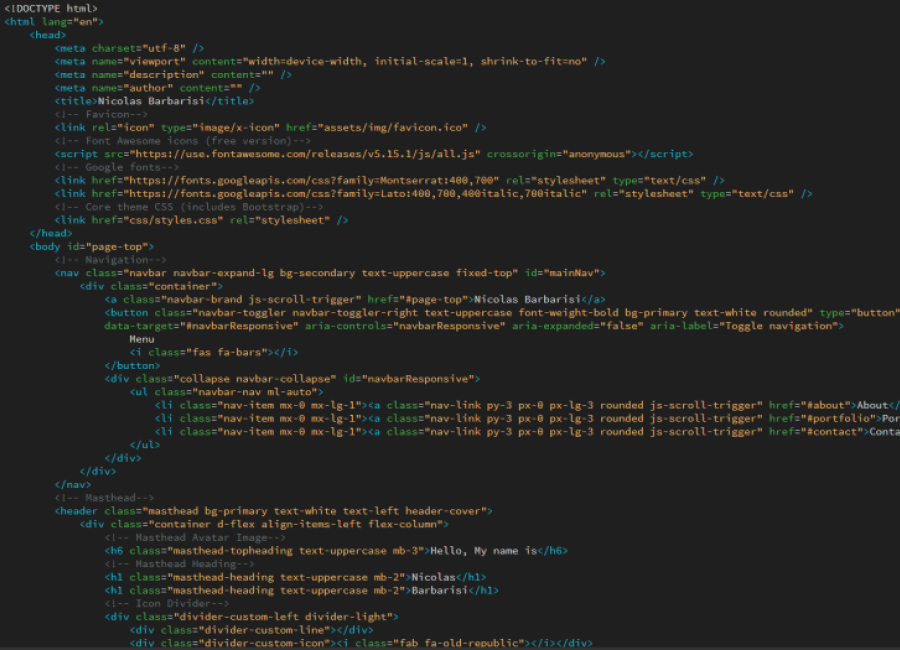 <!DOCTYPE html>
<html lang="en">
<head>
<meta charset="utf-8" />
<meta name="viewport" content="width=device-width, initial-scale=1, shrink-to-fit=no" />
<meta name="description" content="" />
<meta name="author" content="" />
<title>Nicolas Barbarisi</title>
<!-- Favicon-->
<link rel="icon" type="image/x-icon" href="assets/img/favicon.ico" />
<!-- Font Awesome icons (free version)-->
<script src="https://use.fontawesome.com/releases/v5.15.1/js/all.js" crossorigin="anonymous"></script>
<!-- Google fonts-->
<link href="https://fonts.googleapis.com/css?family=Montserrat:400,700" rel="stylesheet" type="text/css" />
<link href="https://fonts.googleapis.com/css?family=Lato:400,700,400italic,700italic" rel="stylesheet" type="text/css" />
<!-- Core theme CSS (includes Bootstrap)-->
<link href="css/styles.css" rel="stylesheet" />
</head>
<body id="page-top">
<!-- Navigation-->
<nav class="navbar navbar-expand-lg bg-secondary text-uppercase fixed-top" id="mainNav">
<div class="container">
<a class="navbar-brand js-scroll-trigger" href="#page-top">Nicolas Barbarisi</a>
<button class="navbar-toggler navbar-toggler-right text-uppercase font-weight-bold bg-primary text-white rounded" type="button"
data-target="#navbarResponsive" aria-controls="navbarResponsive" aria-expanded="false" aria-label="Toggle navigation">
Menu
<i class="fas fa-bars"></i>
</button>
<div class="collapse navbar-collapse" id="navbarResponsive">
<ul class="navbar-nav ml-auto">
<li class="nav-item mx-0 mx-lg-1"><a class="nav-link py-3 px-0 px-lg-3 rounded js-scroll-trigger" href="#about">About</
<li class="nav-item mx-0 mx-lg-1"><a class="nav-link py-3 px-0 px-lg-3 rounded js-scroll-trigger" href="#portfolio">Por
<li class="nav-item mx-0 mx-lg-1"><a class="nav-link py-3 px-0 px-lg-3 rounded js-scroll-trigger" href="#contact">Conta
</ul>
</div>
</div>
</nav>
<!-- Masthead-->
<header class="masthead bg-primary text-white text-left header-cover">
<div class="container d-flex align-items-left flex-column">
<!-- Masthead Avatar Image-->
<h6 class="masthead-topheading text-uppercase mb-3">Hello, My name is</h6>
<!-- Masthead Heading-->
<h1 class="masthead-heading text-uppercase mb-2">Nicolas</h1>
<h1 class="masthead-heading text-uppercase mb-2">Barbarisi</h1>
<!-- Icon Divider-->
<div class="divider-custom-left divider-light">
<div class="divider-custom-line"></div>
<div class="divider-custom-icon"><i class="fab fa-old-republic"></i></div>